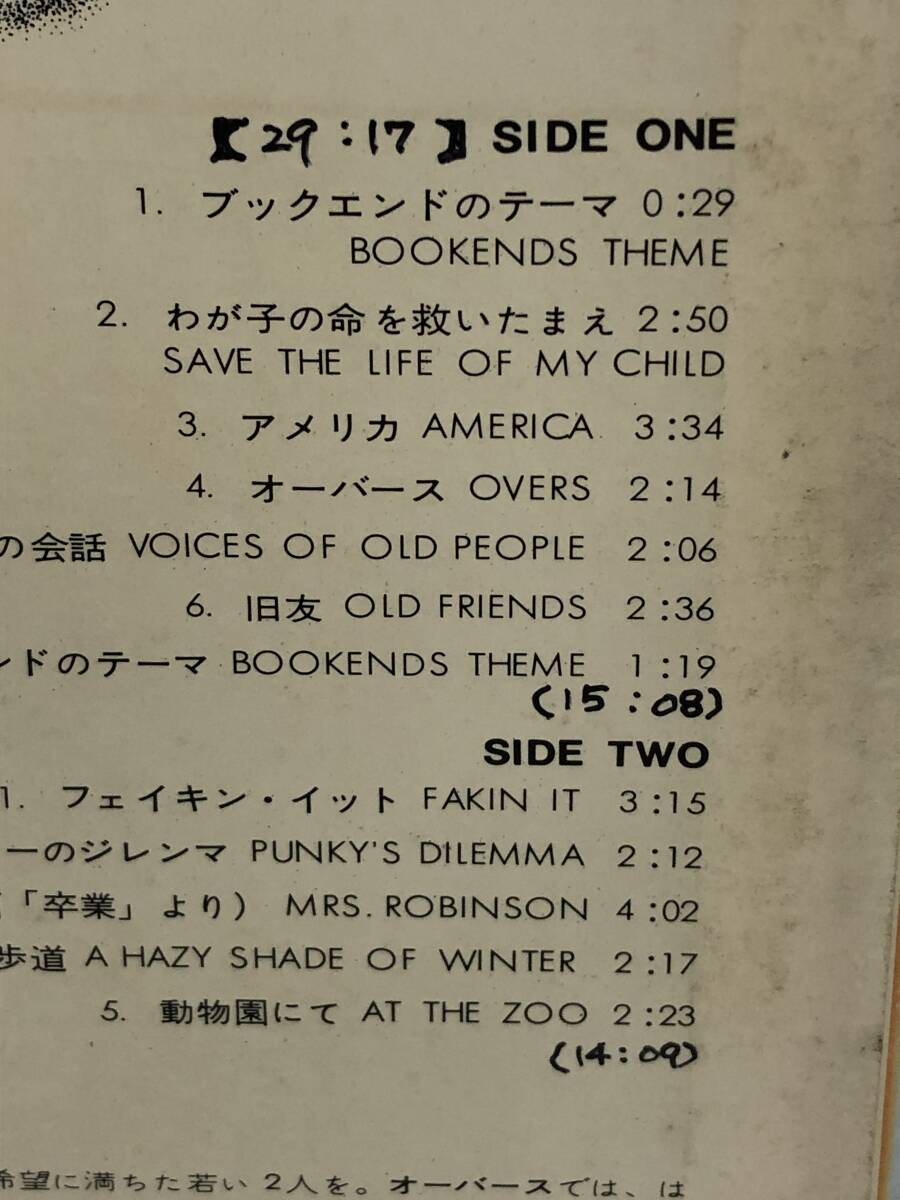 【29:17】 SIDE ONE
1. ブックエンドのテーマ 0:29
BOOKENDS THEME
2. わが子の命を救いたまえ 2:50
SAVE THE LIFE OF MY CHILD
3. アメリカ AMERICA 3:34
4. オーバース OVERS 2:14
の会話 VOICES OF OLD PEOPLE 2:06
6. 旧友 OLD FRIENDS 2:36
ンドのテーマ BOOKENDS THEME 1:19
(15:08)
SIDE TWO
1. フェイキン・イット FAKIN IT 3:15
ーのジレンマ PUNKY'S DILEMMA 2:12
「卒業」より) MRS. ROBINSON 4:02
歩道 A HAZY SHADE OF WINTER 2:17
5. 動物園にて AT THE ZOO 2:23
(14:09)
希望に満ちた若い2人を。オーバースでは、は